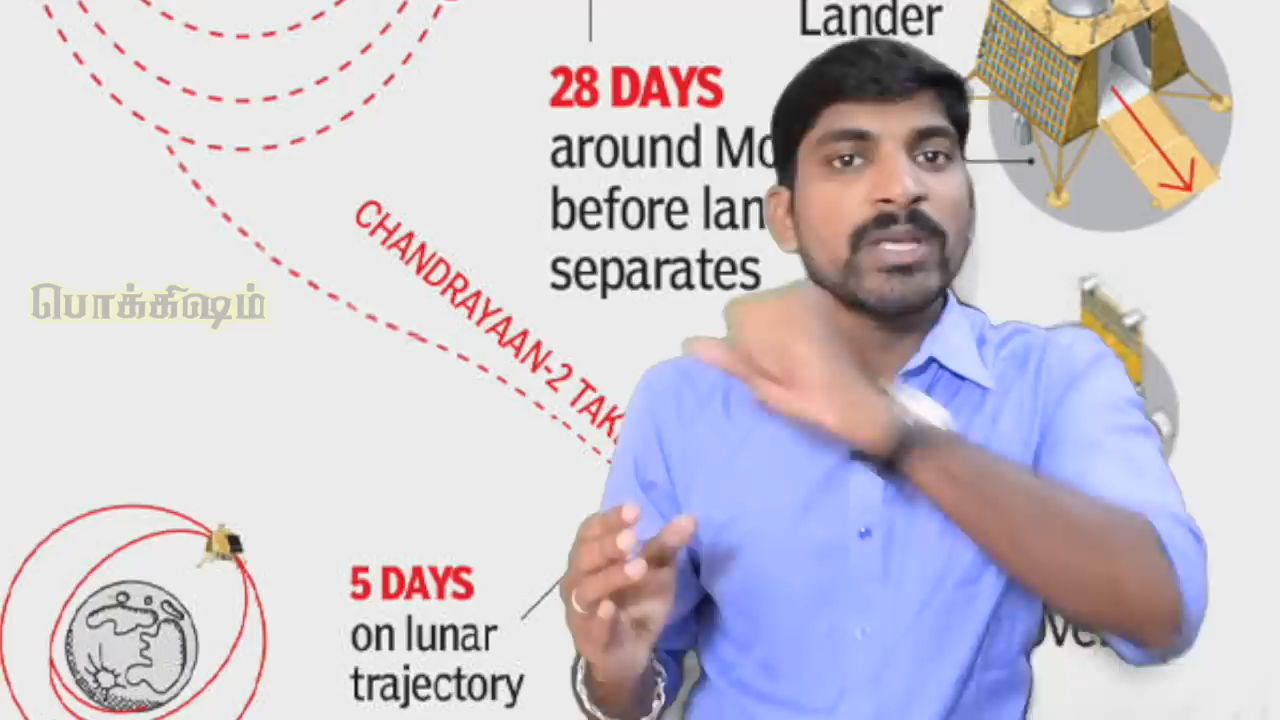 Lander
28 DAYS
around Mo
before lan
separates
CHANDRAYAAN-2 TAK
பொக்கிஷம்
5 DAYS
on lunar
trajectory